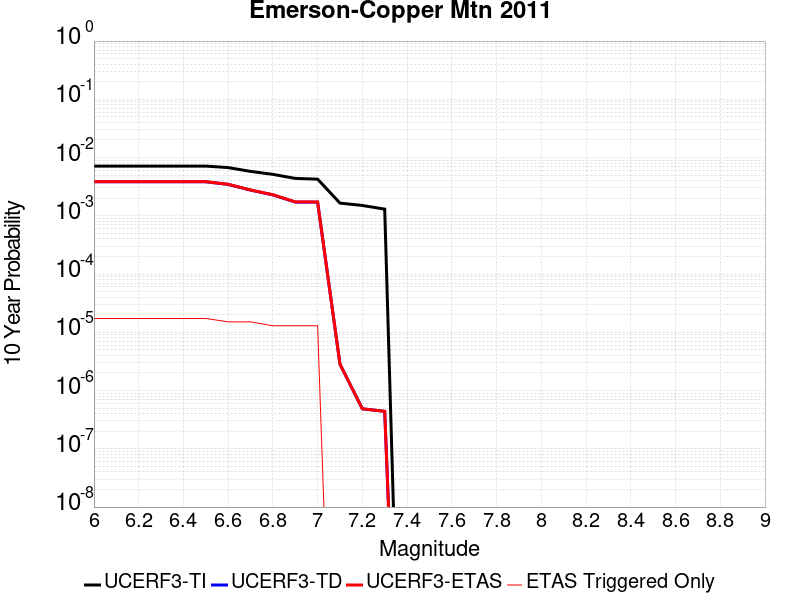 Emerson-Copper Mtn 2011
10 Year Probability
10^0
10^-1
10^-2
10^-3
10^-4
10^-5
10^-6
10^-7
10^-8
6 6.2 6.4 6.6 6.8 7 7.2 7.4 7.6 7.8 8 8.2 8.4 8.6 8.8 9
Magnitude
UCERF3-TI UCERF3-TD UCERF3-ETAS ETAS Triggered Only